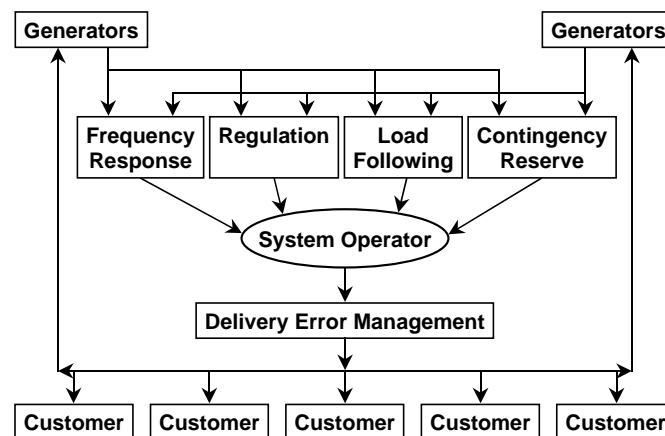 Generators
Generators
Frequency
Response
Regulation
Load
Following
Contingency
Reserve
System Operator
Delivery Error Management
Customer
Customer
Customer
Customer
Customer